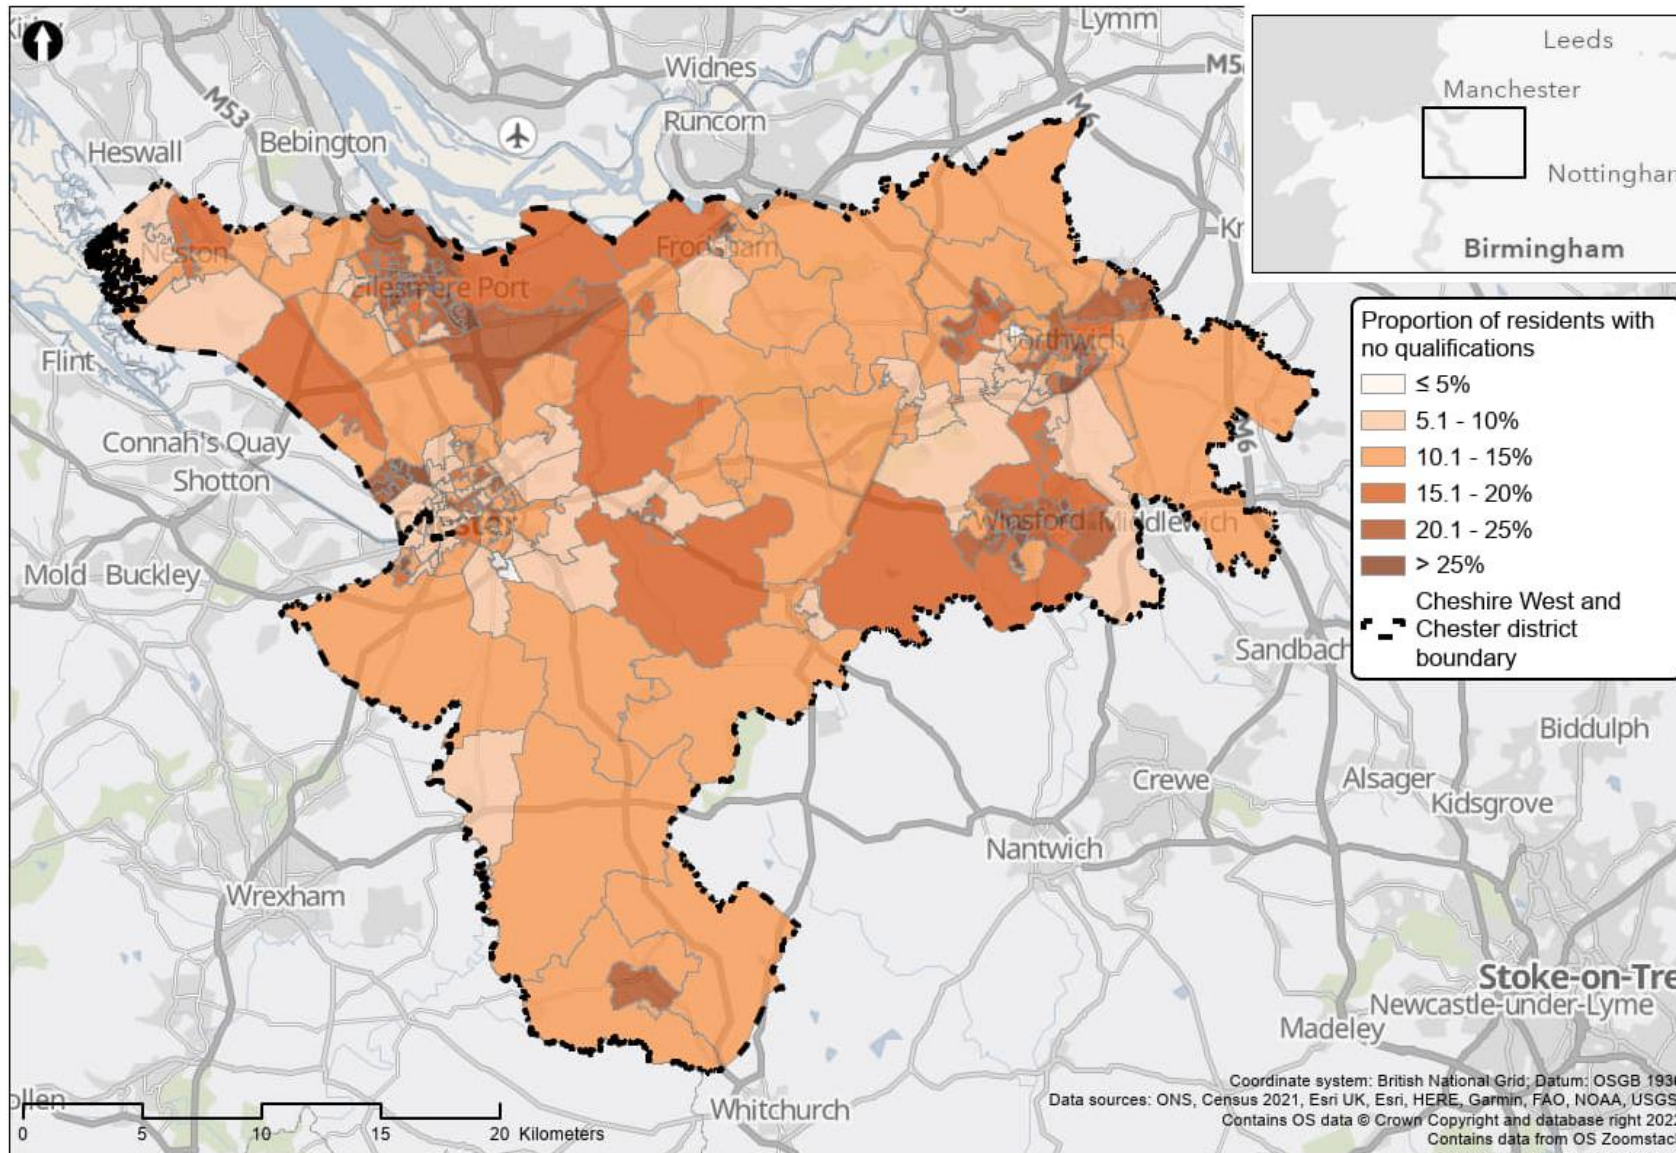 Lymm
Widnes
M5
Leeds
M53
Runcorn
M6
Manchester
Bebington
Heswall
Nottingham
Birmingham
Neston
Frodsham
Ellesmere Port
Northwich
Flint
Connah's Quay
Shotton
M6
Chester
Winsford
Middlewich
Mold
Buckley
Sandbach
Proportion of residents with
no qualifications
≤ 5%
5.1 - 10%
10.1 - 15%
15.1 - 20%
20.1 - 25%
> 25%
Cheshire West and
Chester district
boundary
Biddulph
Crewe
Alsager
Kidsgrove
Nantwich
Wrexham
Stoke-on-Tre
Newcastle-under-Lyme
Madeley
Whitchurch
ollen
0 5 10 15 20 Kilometers
Coordinate system: British National Grid; Datum: OSGB 1936
Data sources: ONS, Census 2021, Esri UK, Esri, HERE, Garmin, FAO, NOAA, USGS
Contains OS data © Crown Copyright and database right 202
Contains data from OS Zoomstac